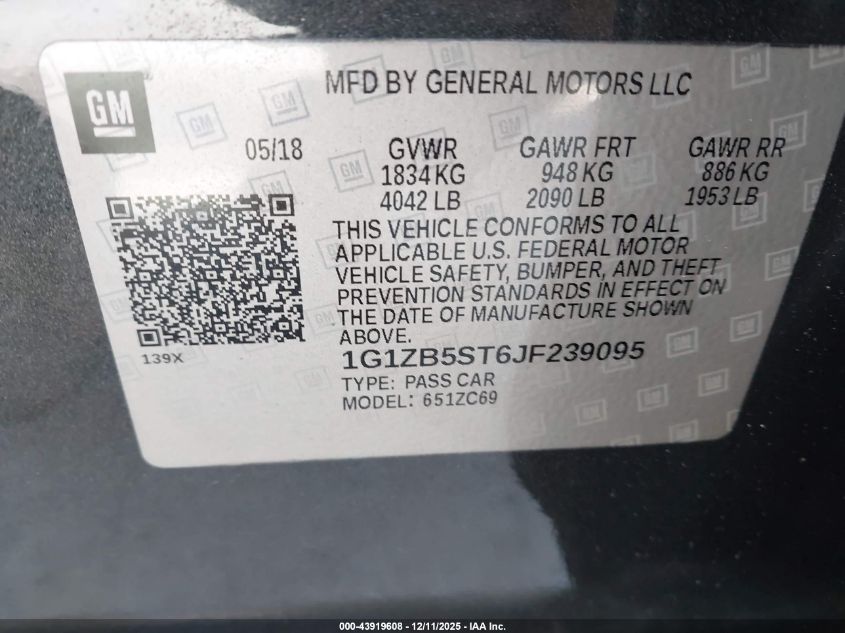 GM
MFD BY GENERAL MOTORS LLC
05/18 GVWR GAWR FRT GAWR RR
1834 KG 948 KG 886 KG
4042 LB 2090 LB 1953 LB
THIS VEHICLE CONFORMS TO ALL
APPLICABLE U.S. FEDERAL MOTOR
VEHICLE SAFETY, BUMPER, AND THEFT
PREVENTION STANDARDS IN EFFECT ON
THE DATE OF MANUFACTURE SHOWN
ABOVE.
139X
1G1ZB5ST6JF239095
TYPE: PASS CAR
MODEL: 651ZC69
000-43919608 - 12/11/2025 - IAA Inc.